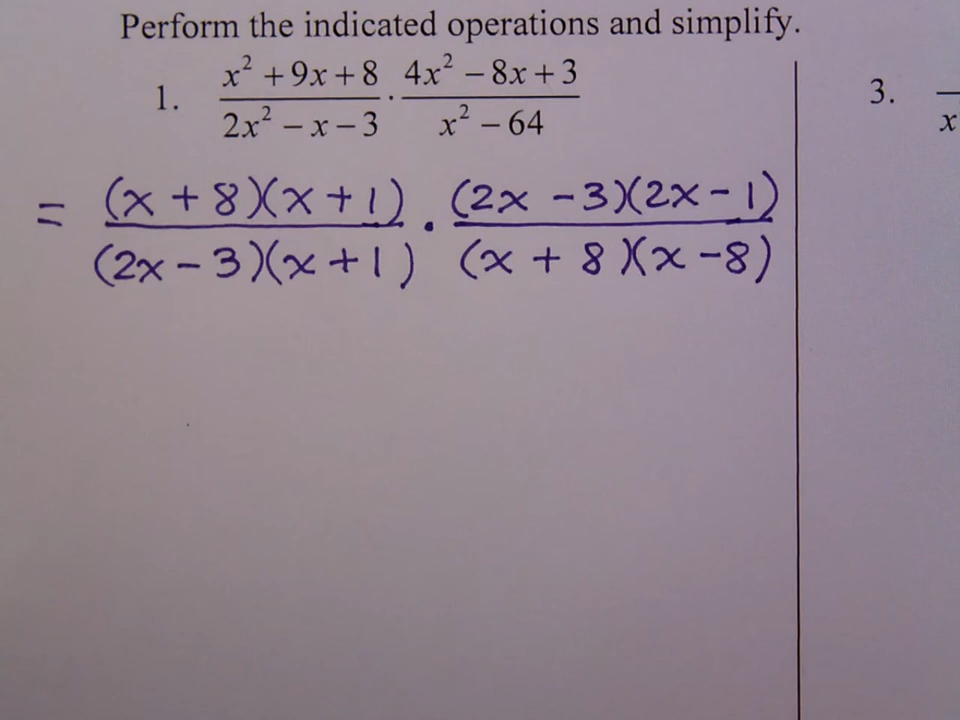 Perform the indicated operations and simplify.
1. x² + 9x + 8 / 2x² − x − 3 · 4x² − 8x + 3 / x² − 64
3. x
= (x + 8)(x + 1) / (2x − 3)(x + 1) · (2x − 3)(2x − 1) / (x + 8)(x − 8)